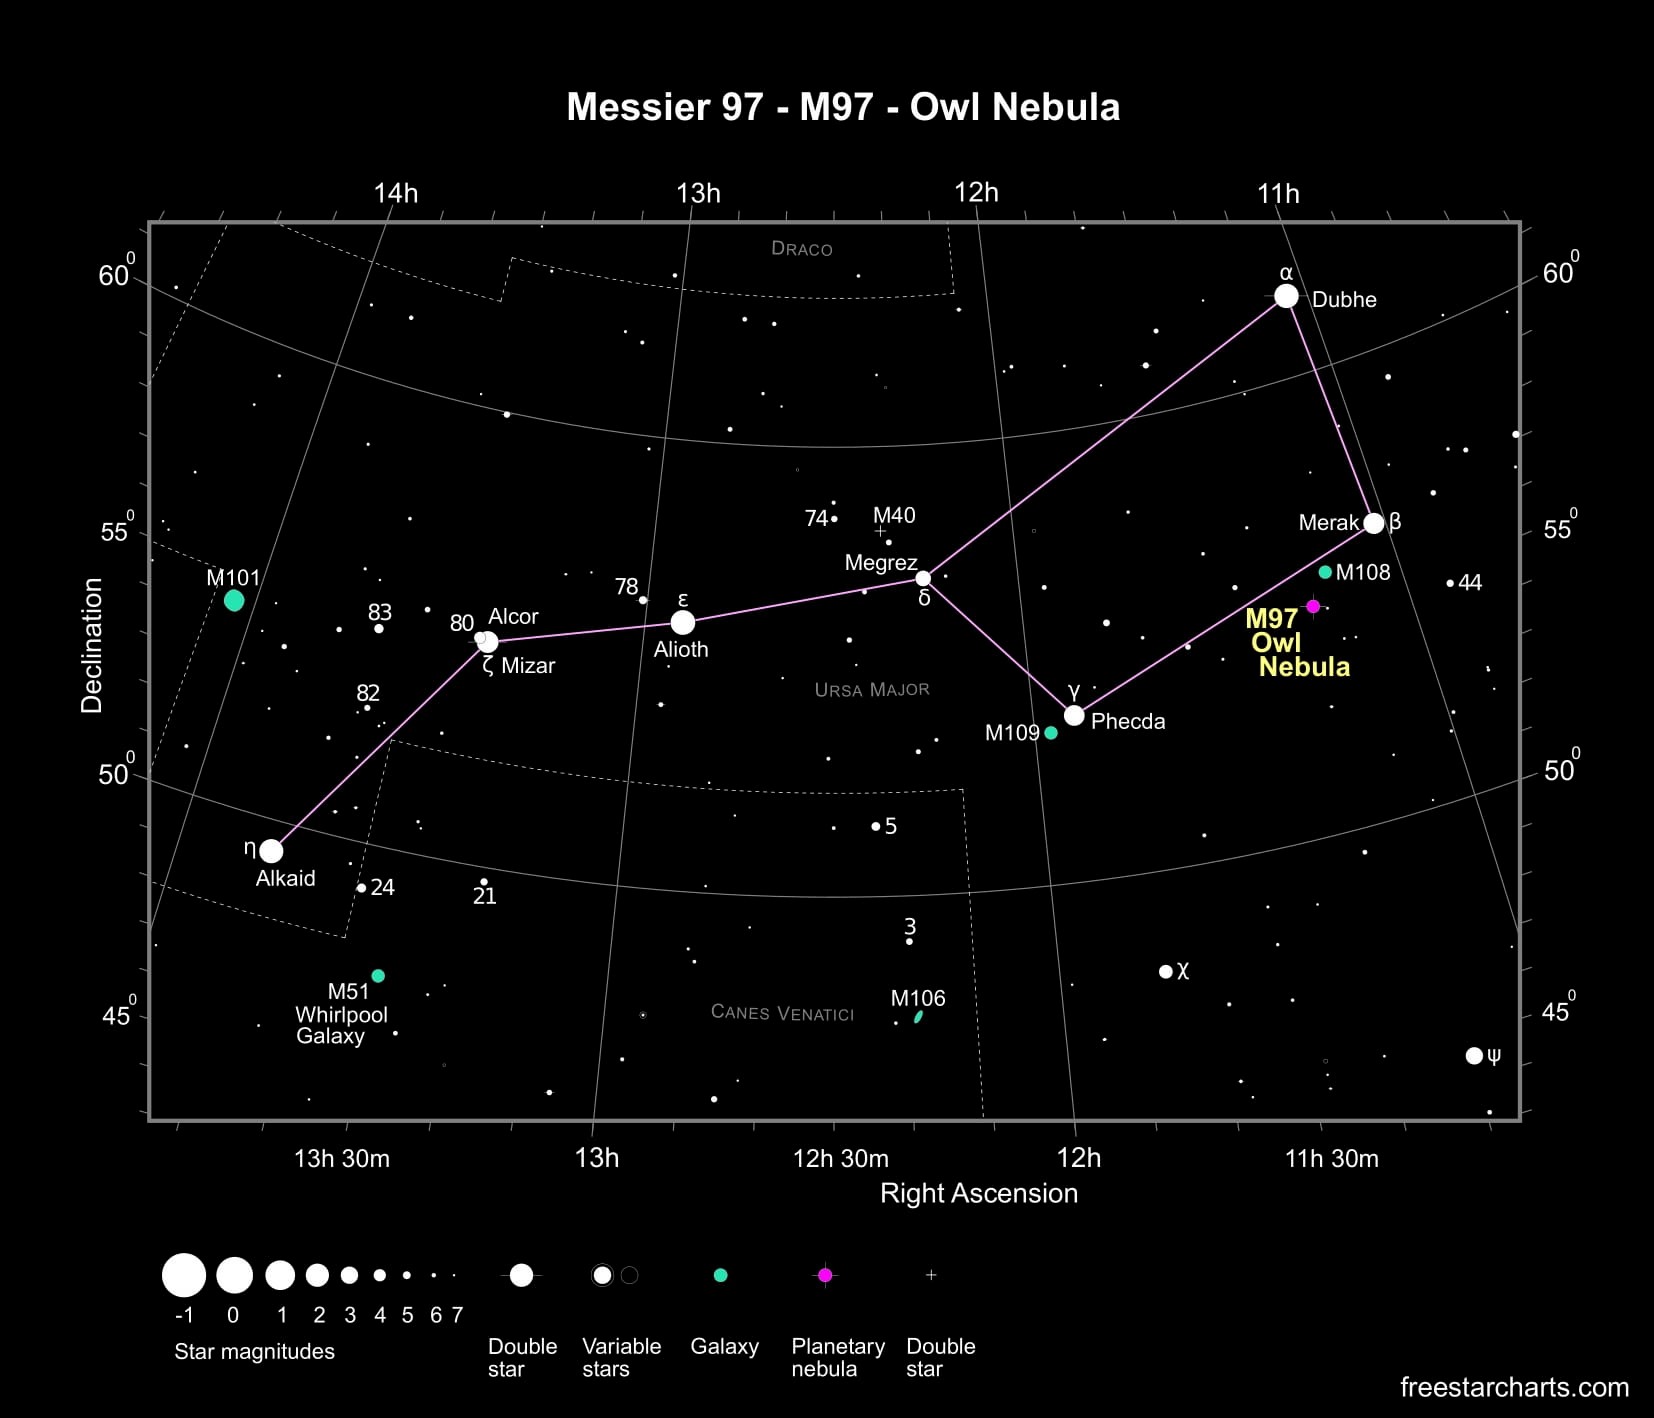 Messier 97 - M97 - Owl Nebula
14h
13h
12h
11h
60⁰
60⁰
DRACO
α
Dubhe
55⁰
55⁰
74
M40
Merak
β
Megrez
δ
M101
M108
44
78
ε
Alioth
83
80
Alcor
ζ Mizar
M97
Owl
Nebula
Declination
82
URSA MAJOR
γ
Phecda
M109
50⁰
50⁰
5
η
Alkaid
24
21
3
χ
M51
Whirlpool
Galaxy
M106
CANES VENATICI
45⁰
45⁰
ψ
13h 30m
13h
12h 30m
12h
11h 30m
Right Ascension
-1 0 1 2 3 4 5 6 7
Star magnitudes
Double
star
Variable
stars
Galaxy
Planetary
nebula
Double
star
freestarcharts.com